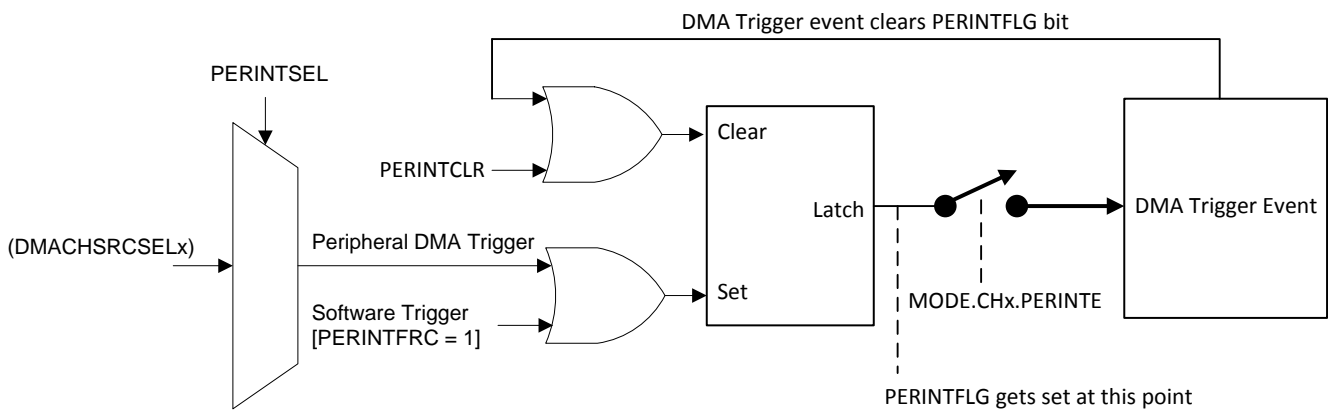 DMA Trigger event clears PERINTFLG bit
PERINTSEL
Clear
PERINTCLR
Latch
DMA Trigger Event
(DMACHSRCSELx)
Peripheral DMA Trigger
Set
MODE.CHx.PERINTE
Software Trigger
[PERINTFRC = 1]
PERINTFLG gets set at this point